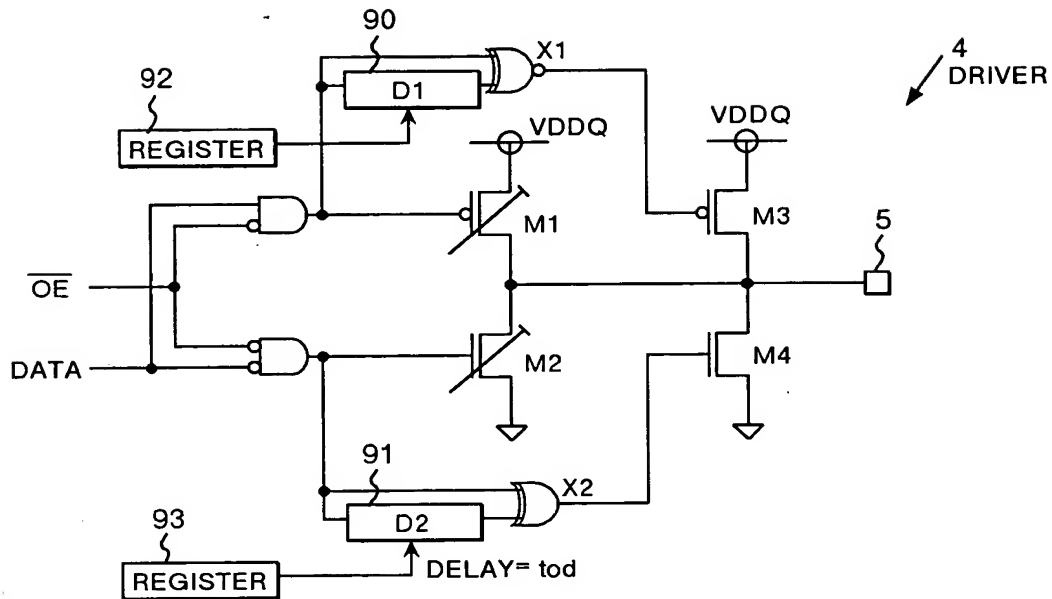 90
X1
4
DRIVER
92
D1
REGISTER
VDDQ
VDDQ
M1
M3
5
OE
DATA
M2
M4
91
X2
D2
93
REGISTER
DELAY= tod